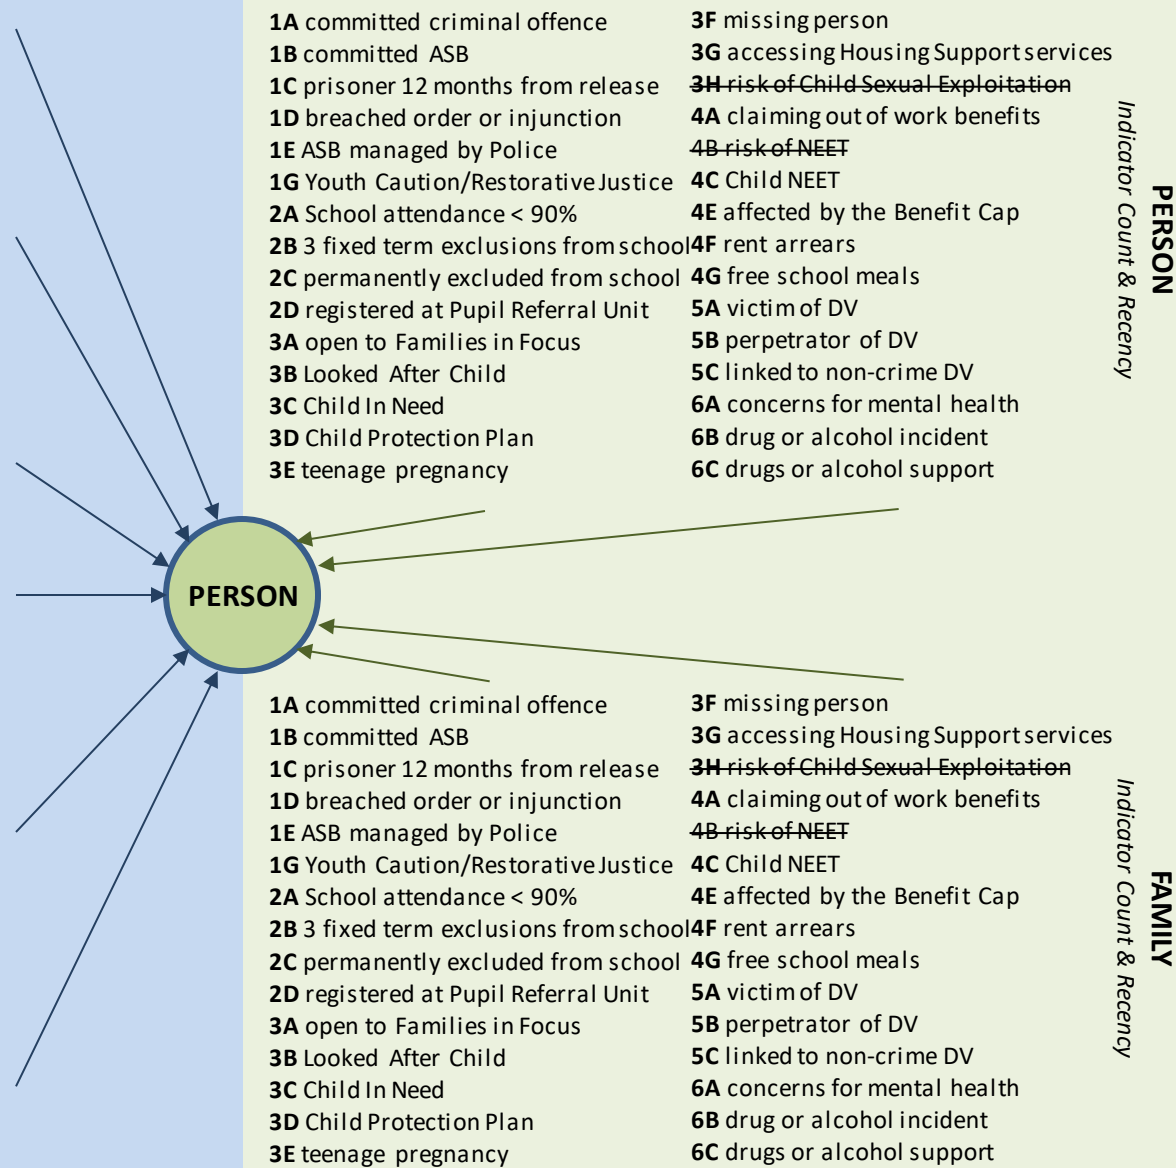 1A committed criminal offence
1B committed ASB
1C prisoner 12 months from release
1D breached order or injunction
1E ASB managed by Police
1G Youth Caution/Restorative Justice
2A School attendance < 90%
2B 3 fixed term exclusions from school
2C permanently excluded from school
2D registered at Pupil Referral Unit
3A open to Families in Focus
3B Looked After Child
3C Child In Need
3D Child Protection Plan
3E teenage pregnancy
3F missing person
3G accessing Housing Support services
3H risk of Child Sexual Exploitation
4A claiming out of work benefits
4B risk of NEET
4C Child NEET
4E affected by the Benefit Cap
4F rent arrears
4G free school meals
5A victim of DV
5B perpetrator of DV
5C linked to non-crime DV
6A concerns for mental health
6B drug or alcohol incident
6C drugs or alcohol support
PERSON
Indicator Count & Recency
PERSON
1A committed criminal offence
1B committed ASB
1C prisoner 12 months from release
1D breached order or injunction
1E ASB managed by Police
1G Youth Caution/Restorative Justice
2A School attendance < 90%
2B 3 fixed term exclusions from school
2C permanently excluded from school
2D registered at Pupil Referral Unit
3A open to Families in Focus
3B Looked After Child
3C Child In Need
3D Child Protection Plan
3E teenage pregnancy
3F missing person
3G accessing Housing Support services
3H risk of Child Sexual Exploitation
4A claiming out of work benefits
4B risk of NEET
4C Child NEET
4E affected by the Benefit Cap
4F rent arrears
4G free school meals
5A victim of DV
5B perpetrator of DV
5C linked to non-crime DV
6A concerns for mental health
6B drug or alcohol incident
6C drugs or alcohol support
FAMILY
Indicator Count & Recency